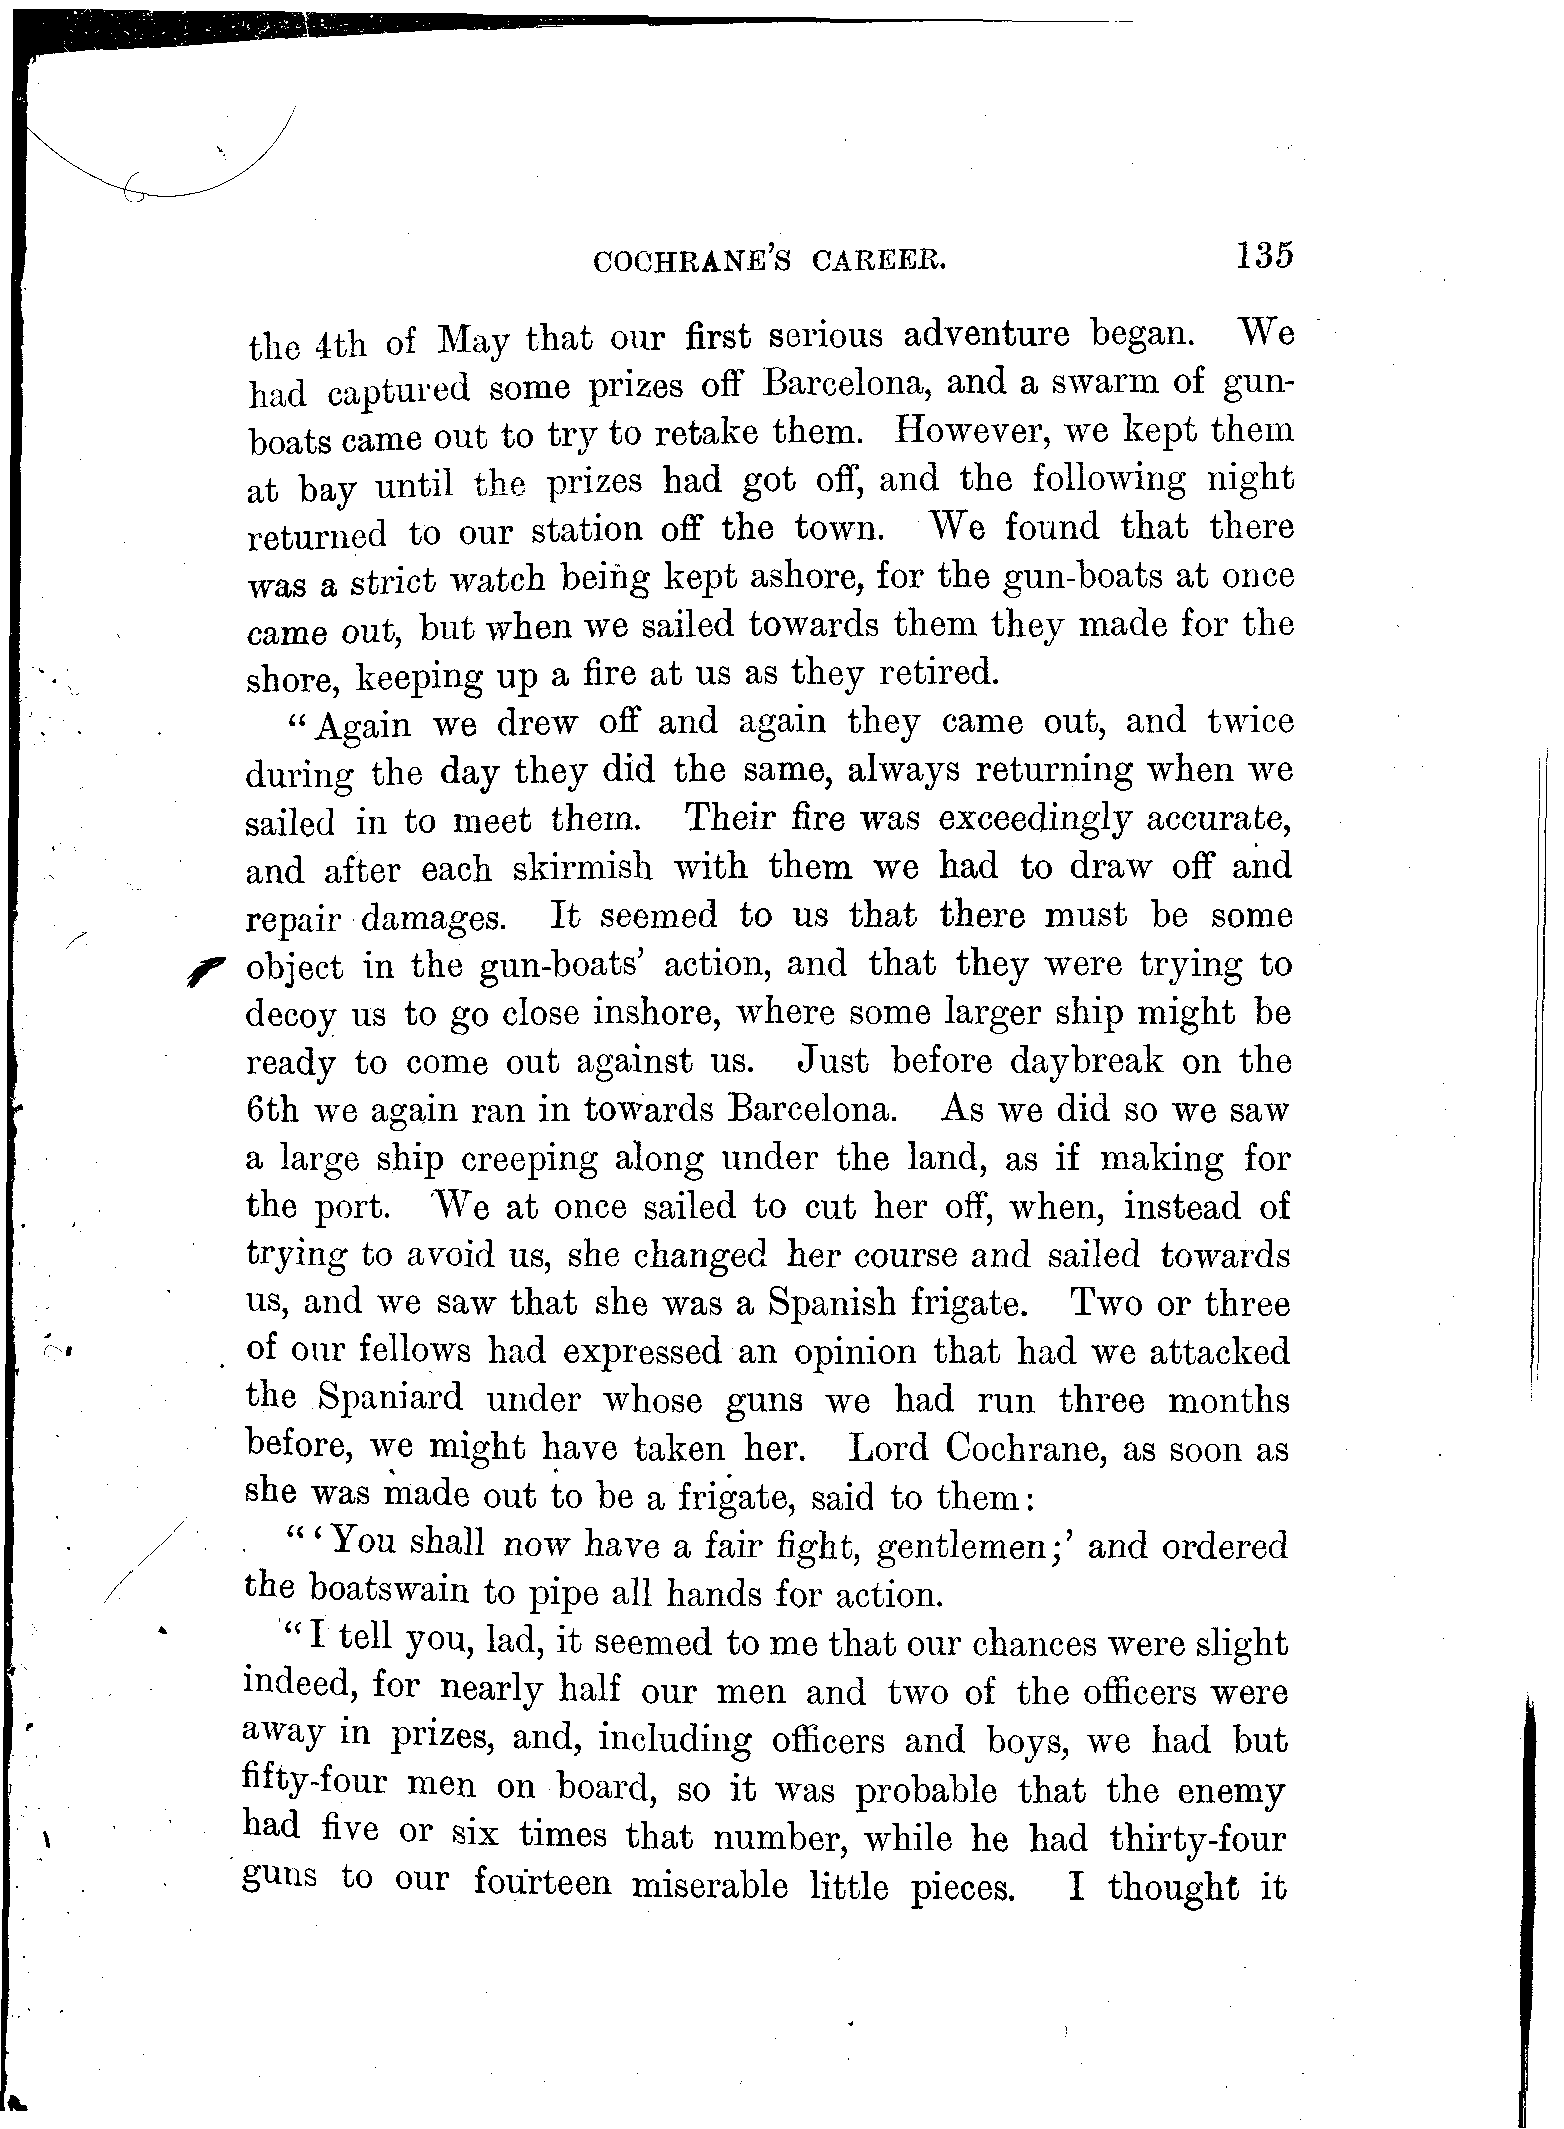 COCHRANE'S CAREER. 135
the 4th of May that our first serious adventure began. We
had captured some prizes off Barcelona, and a swarm of gun-
boats came out to try to retake them. However, we kept them
at bay until the prizes had got off, and the following night
returned to our station off the town. We found that there
was a strict watch being kept ashore, for the gun-boats at once
came out, but when we sailed towards them they made for the
shore, keeping up a fire at us as they retired.
"Again we drew off and again they came out, and twice
during the day they did the same, always returning when we
sailed in to meet them. Their fire was exceedingly accurate,
and after each skirmish with them we had to draw off and
repair damages. It seemed to us that there must be some
object in the gun-boats' action, and that they were trying to
decoy us to go close inshore, where some larger ship might be
ready to come out against us. Just before daybreak on the
6th we again ran in towards Barcelona. As we did so we saw
a large ship creeping along under the land, as if making for
the port. We at once sailed to cut her off, when, instead of
trying to avoid us, she changed her course and sailed towards
us, and we saw that she was a Spanish frigate. Two or three
of our fellows had expressed an opinion that had we attacked
the Spaniard under whose guns we had run three months
before, we might have taken her. Lord Cochrane, as soon as
she was made out to be a frigate, said to them:
"'You shall now have a fair fight, gentlemen;' and ordered
the boatswain to pipe all hands for action.
"I tell you, lad, it seemed to me that our chances were slight
indeed, for nearly half our men and two of the officers were
away in prizes, and, including officers and boys, we had but
fifty-four men on board, so it was probable that the enemy
had five or six times that number, while he had thirty-four
guns to our fourteen miserable little pieces. I thought it